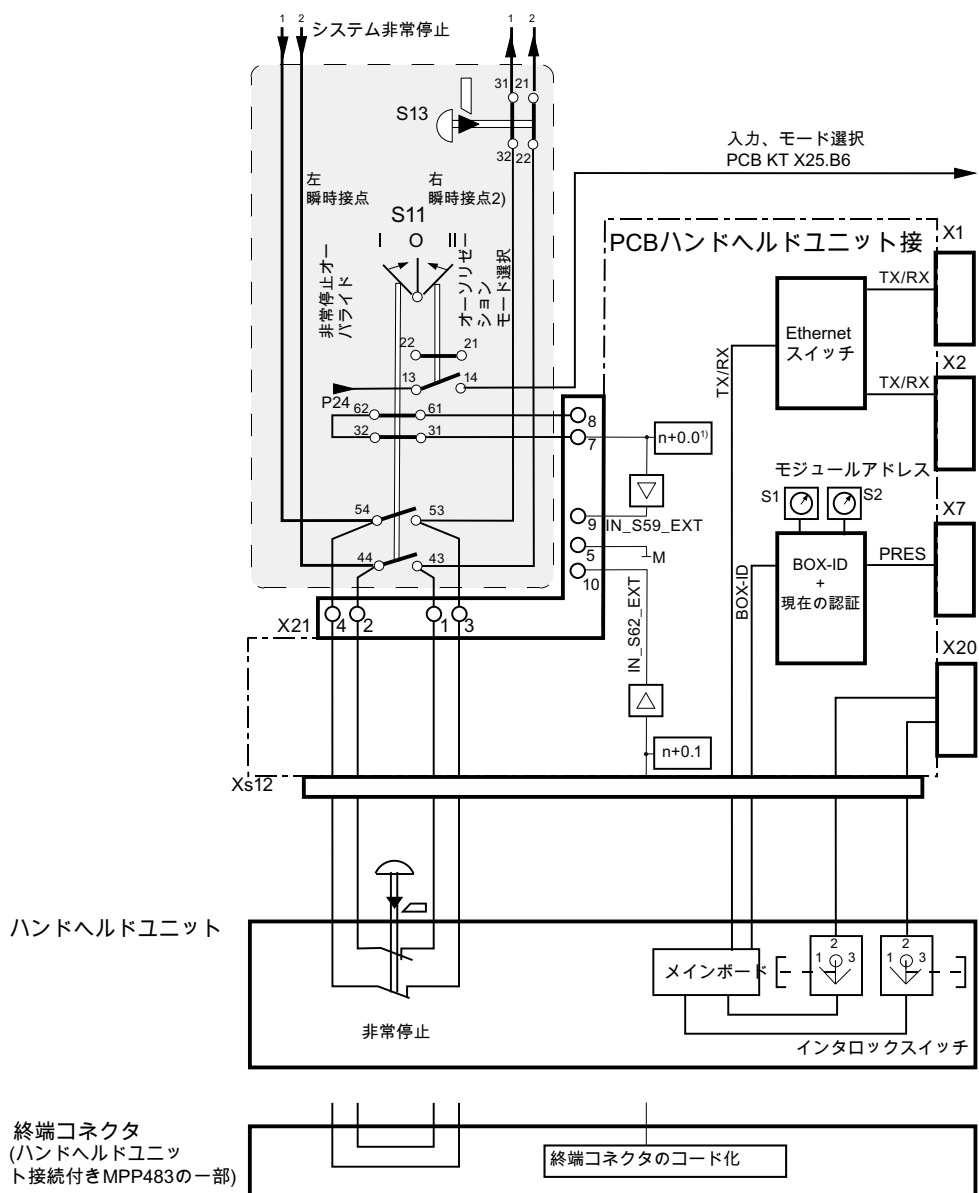 1 2
システム非常停止
1 2
31 21
S13
32 22
入力、モード選択
PCB KT X25.B6
左
瞬時接点
右
瞬時接点2)
S11
I O II
非常停止オー
バライド
オーソリゼー
ション
モード選択
22 21
13 14
P24
62 61
32 31
8
7
n+0.0¹⁾
9
IN_S59_EXT
5
M
10
54 53
44 43
X21
4 2 1 3
IN_S62_EXT
n+0.1
PCBハンドヘルドユニット接
X1
TX/RX
Ethernet
スイッチ
TX/RX
X2
TX/RX
モジュールアドレス
S1 S2
X7
BOX-ID
+
現在の認証
PRES
BOX-ID
X20
Xs12
ハンドヘルドユニット
非常停止
メインボード
1 2 3
1 2 3
インタロックスイッチ
終端コネクタ
(ハンドヘルドユニッ
ト接続付きMPP483の一部)
終端コネクタのコード化